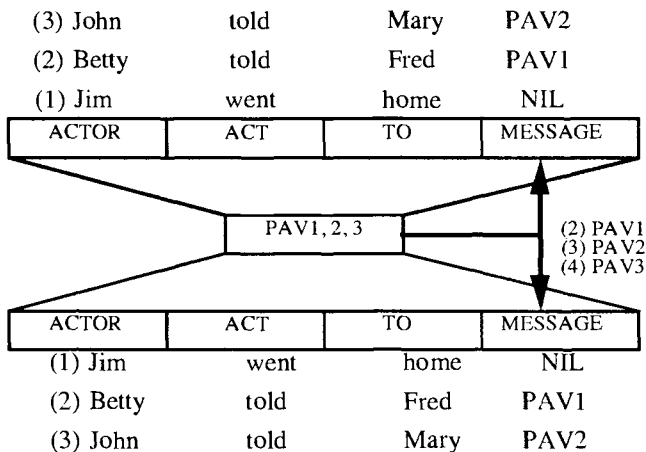 (3) John told Mary PAV2
(2) Betty told Fred PAV1
(1) Jim went home NIL
ACTOR ACT TO MESSAGE
PAV1, 2, 3
(2) PAV1
(3) PAV2
(4) PAV3
ACTOR ACT TO MESSAGE
(1) Jim went home NIL
(2) Betty told Fred PAV1
(3) John told Mary PAV2